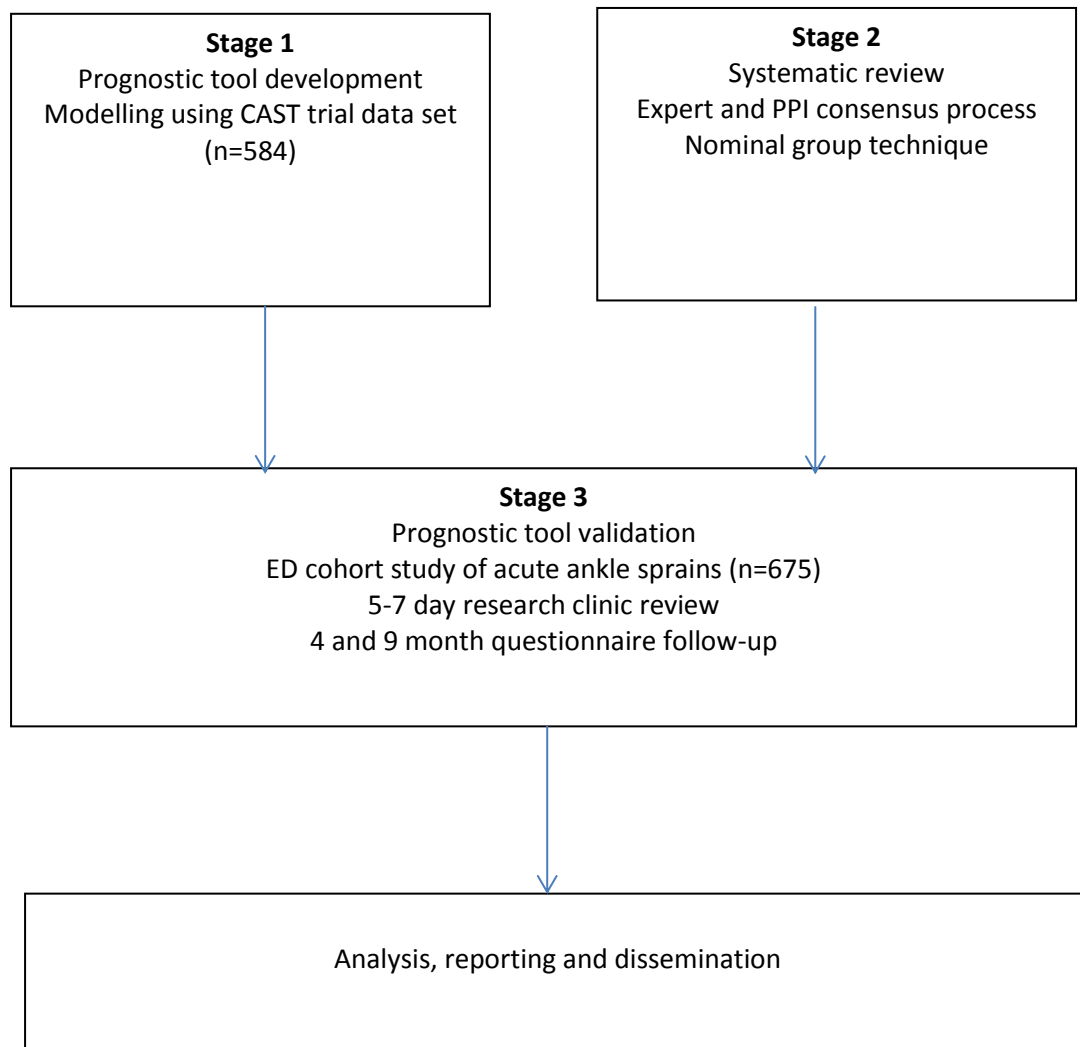 Stage 1
Prognostic tool development
Modelling using CAST trial data set
(n=584)
Stage 2
Systematic review
Expert and PPI consensus process
Nominal group technique
Stage 3
Prognostic tool validation
ED cohort study of acute ankle sprains (n=675)
5-7 day research clinic review
4 and 9 month questionnaire follow-up
Analysis, reporting and dissemination